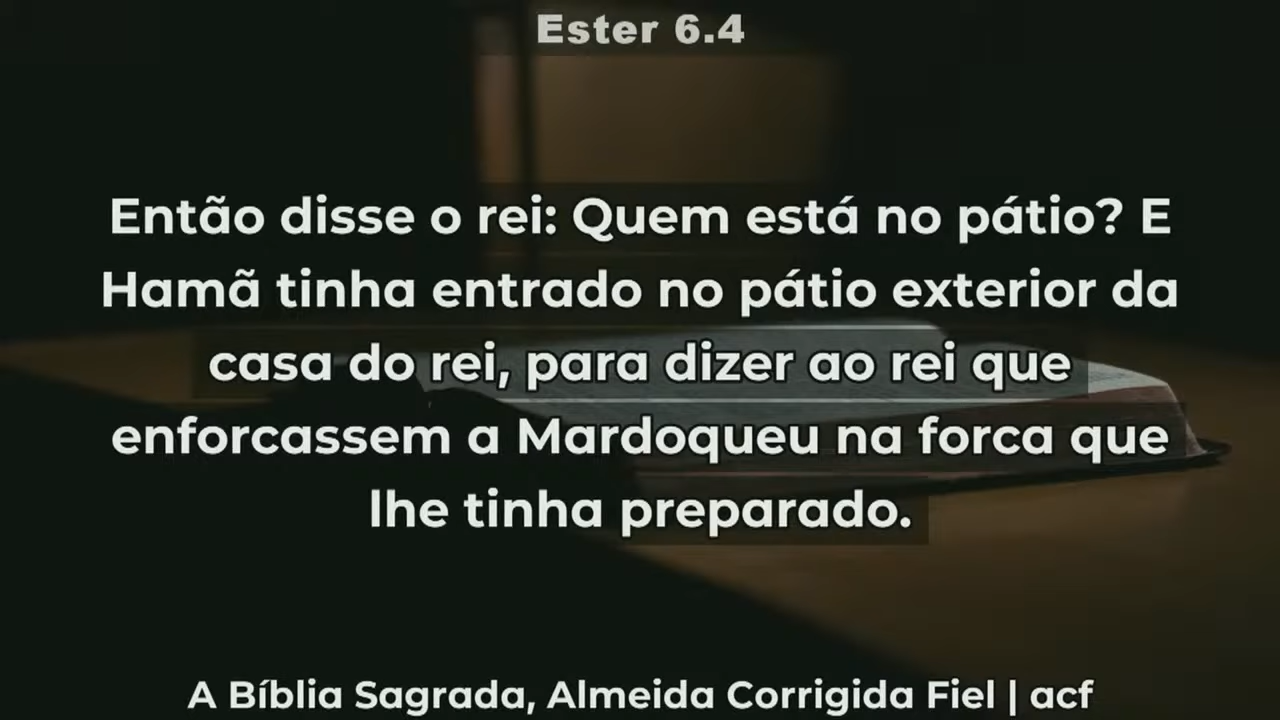 Ester 6.4
Então disse o rei: Quem está no pátio? E
Hamã tinha entrado no pátio exterior da
casa do rei, para dizer ao rei que
enforcassem a Mardoqueu na forca que
lhe tinha preparado.
A Bíblia Sagrada, Almeida Corrigida Fiel | acf